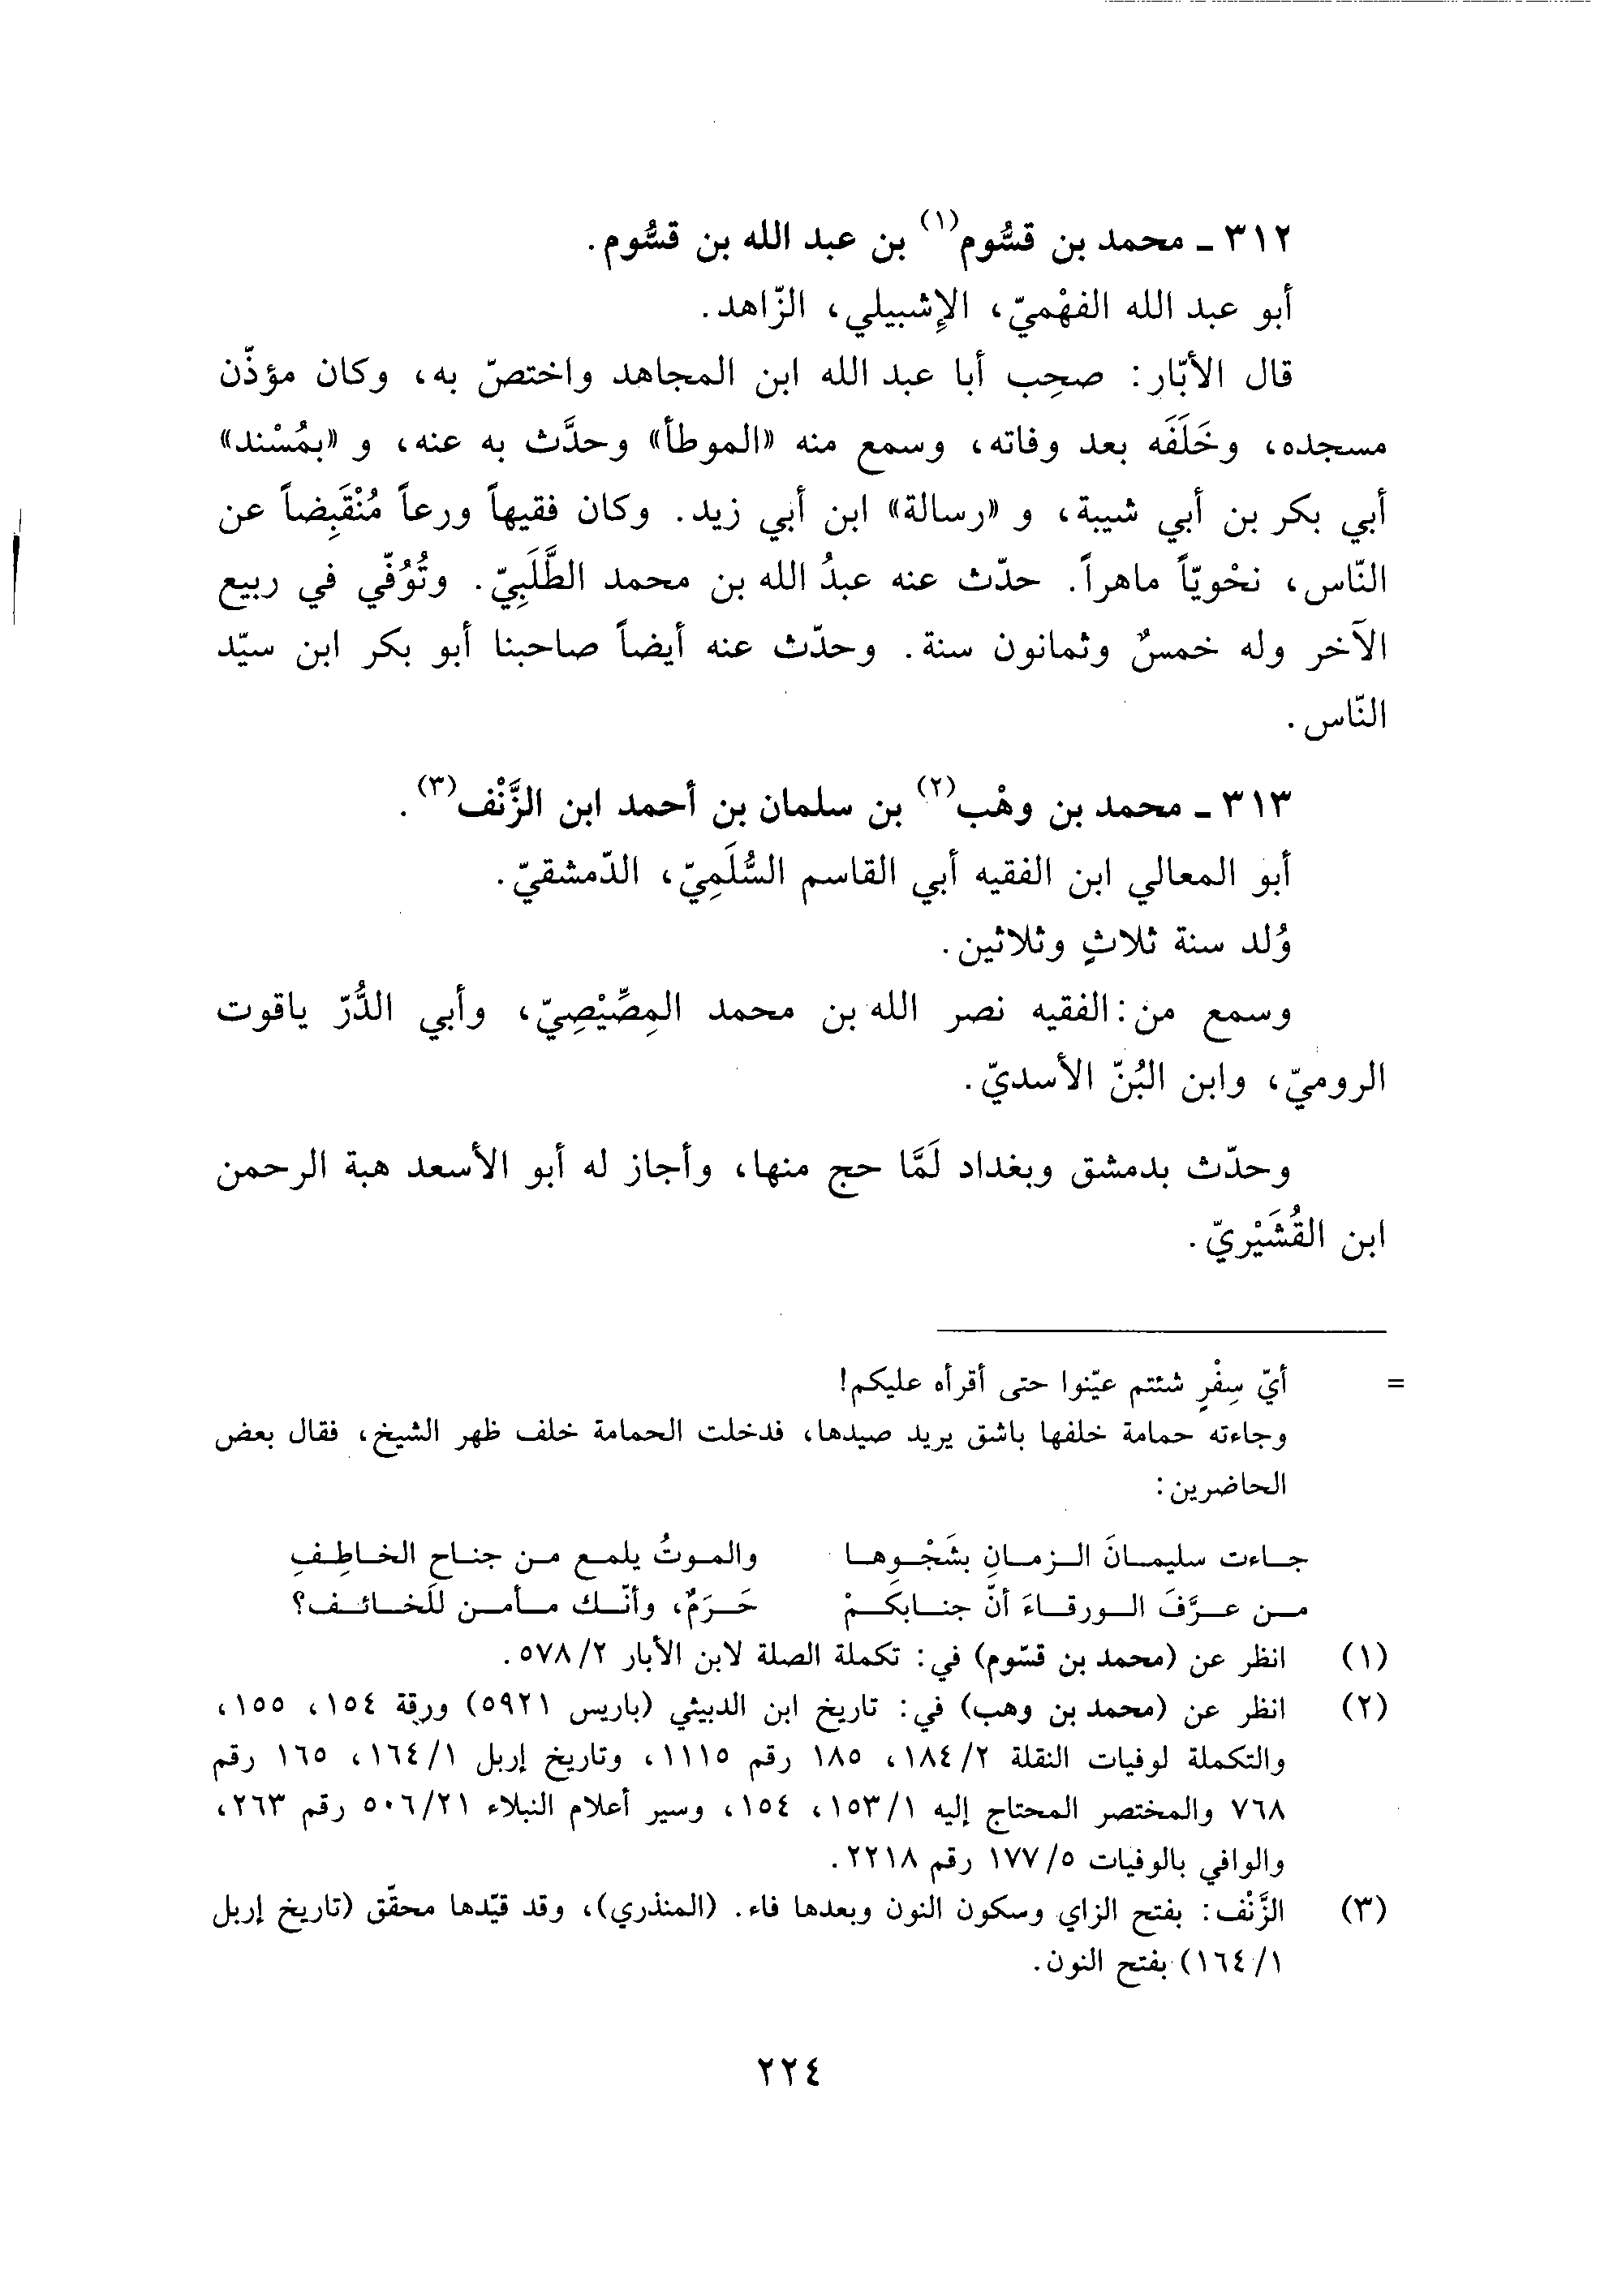 ٣١٢ ـ محمد بن قسُّوم(١) بن عبد الله بن قسُّوم.
أبو عبد الله الفهْميّ، الإشبيلي، الزّاهد.
قال الأبّار: صحِب أبا عبد الله ابن المجاهد واختصّ به، وكان مؤذّن
مسجده، وخَلَفَه بعد وفاته، وسمع منه «الموطأ» وحدَّث به عنه، و «بمُسْند»
أبي بكر بن أبي شيبة، و «رسالة» ابن أبي زيد. وكان فقيهاً ورعاً مُنْقَبِضاً عن
النّاس، نحْويّاً ماهراً. حدّث عنه عبدُ الله بن محمد الطَّلَبِيّ. وتُوُفّي في ربيع
الآخر وله خمسٌ وثمانون سنة. وحدّث عنه أيضاً صاحبنا أبو بكر ابن سيّد
النّاس.
٣١٣ ـ محمد بن وهْب(٢) بن سلمان بن أحمد ابن الزَّنْف(٣).
أبو المعالي ابن الفقيه أبي القاسم السُّلَمِيّ، الدّمشقيّ.
وُلد سنة ثلاثٍ وثلاثين.
وسمع من: الفقيه نصر الله بن محمد المِصِّيْصِيّ، وأبي الدُّرّ ياقوت
الروميّ، وابن البُنّ الأسديّ.
وحدّث بدمشق وبغداد لَمَّا حج منها، وأجاز له أبو الأسعد هبة الرحمن
ابن القُشَيْريّ.
= أيّ سِفْرٍ شئتم عيّنوا حتى أقرأه عليكم!
وجاءته حمامة خلفها باشق يريد صيدها، فدخلت الحمامة خلف ظهر الشيخ، فقال بعض
الحاضرين:
جاءت سليمانَ الزمانِ بشَجْوِها والموتُ يلمع من جناحِ الخاطِفِ
من عرَّفَ الورقاءَ أنّ جنابكمْ حَرَمٌ، وأنّك مأمن للخائف؟
(١) انظر عن (محمد بن قسّوم) في: تكملة الصلة لابن الأبار ٢/ ٥٧٨.
(٢) انظر عن (محمد بن وهب) في: تاريخ ابن الدبيثي (باريس ٥٩٢١) ورقة ١٥٤، ١٥٥،
والتكملة لوفيات النقلة ٢/ ١٨٤، ١٨٥ رقم ١١١٥، وتاريخ إربل ١/ ١٦٤، ١٦٥ رقم
٧٦٨ والمختصر المحتاج إليه ١/ ١٥٣، ١٥٤، وسير أعلام النبلاء ٢١/ ٥٠٦ رقم ٢٦٣،
والوافي بالوفيات ٥/ ١٧٧ رقم ٢٢١٨.
(٣) الزَّنْف: بفتح الزاي وسكون النون وبعدها فاء. (المنذري)، وقد قيّدها محقّق (تاريخ إربل
١/ ١٦٤) بفتح النون.
٢٢٤